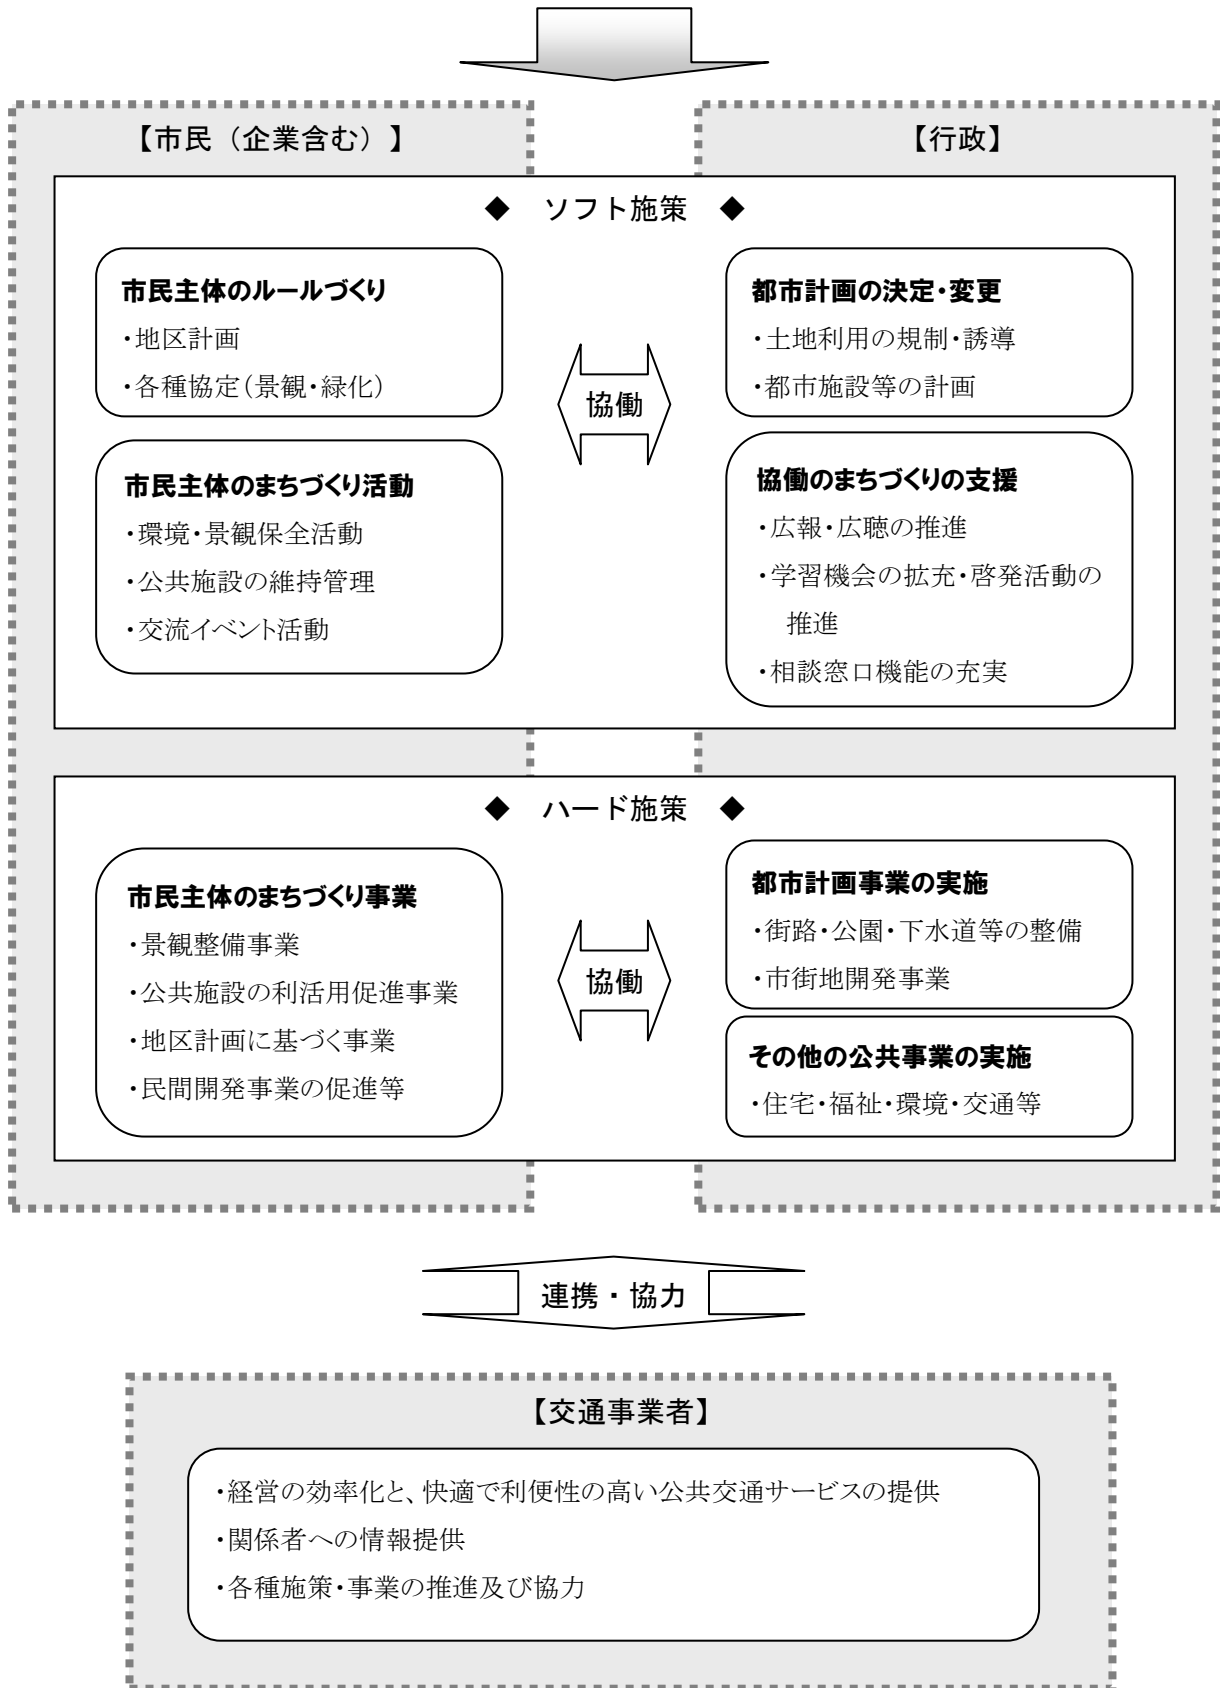 【市民（企業含む）】
【行政】
◆　ソフト施策　◆
市民主体のルールづくり
・地区計画
・各種協定（景観・緑化）
市民主体のまちづくり活動
・環境・景観保全活動
・公共施設の維持管理
・交流イベント活動
協働
都市計画の決定・変更
・土地利用の規制・誘導
・都市施設等の計画
協働のまちづくりの支援
・広報・広聴の推進
・学習機会の拡充・啓発活動の
推進
・相談窓口機能の充実
◆　ハード施策　◆
市民主体のまちづくり事業
・景観整備事業
・公共施設の利活用促進事業
・地区計画に基づく事業
・民間開発事業の促進等
協働
都市計画事業の実施
・街路・公園・下水道等の整備
・市街地開発事業
その他の公共事業の実施
・住宅・福祉・環境・交通等
連携・協力
【交通事業者】
・経営の効率化と、快適で利便性の高い公共交通サービスの提供
・関係者への情報提供
・各種施策・事業の推進及び協力